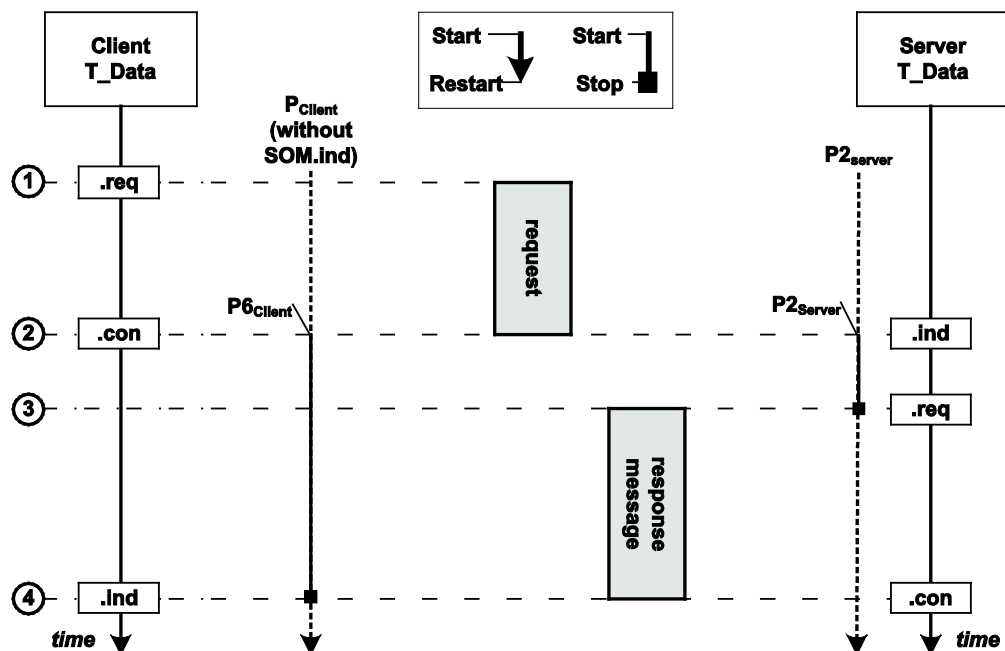 Client
T_Data
Start
Restart
Start
Stop
Server
T_Data
PClient
(without
SOM.ind)
P2server
1
.req
request
P6Client
P2Server
2
.con
.ind
3
.req
response
message
4
.ind
.con
time
time